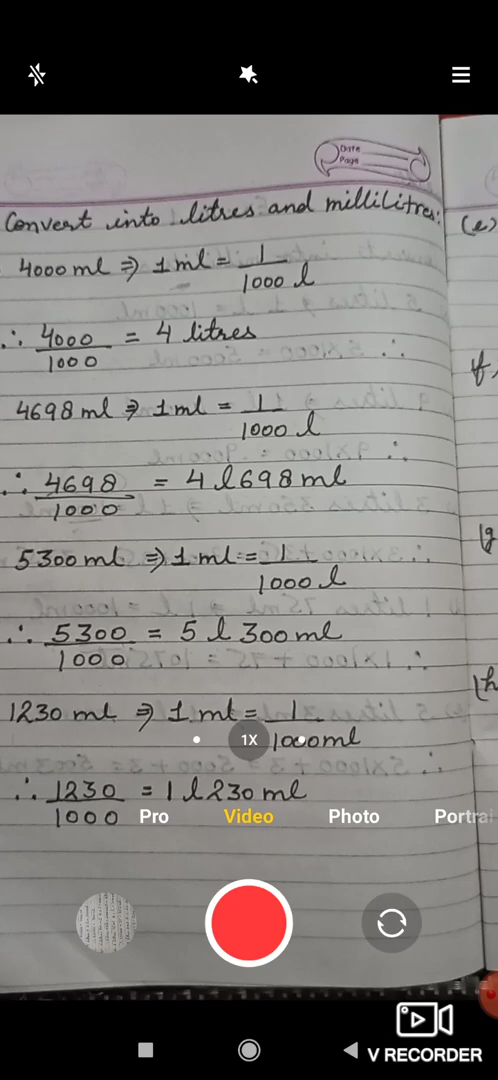 Date
Page
Convert into litres and millilitres:
(e)
4000 ml ⇒ 1 ml = 1/1000 l
∴ 4000/1000 = 4 litres
f.
4698 ml ⇒ 1 ml = 1/1000 l
∴ 4698/1000 = 4 l 698 ml
(g
5300 ml ⇒ 1 ml = 1/1000 l
∴ 5300/1000 = 5 l 300 ml
(h
1230 ml ⇒ 1 ml = 1/1000 ml
1X
∴ 1230/1000 = 1 l 230 ml
Pro Video Photo Portrai
V RECORDER